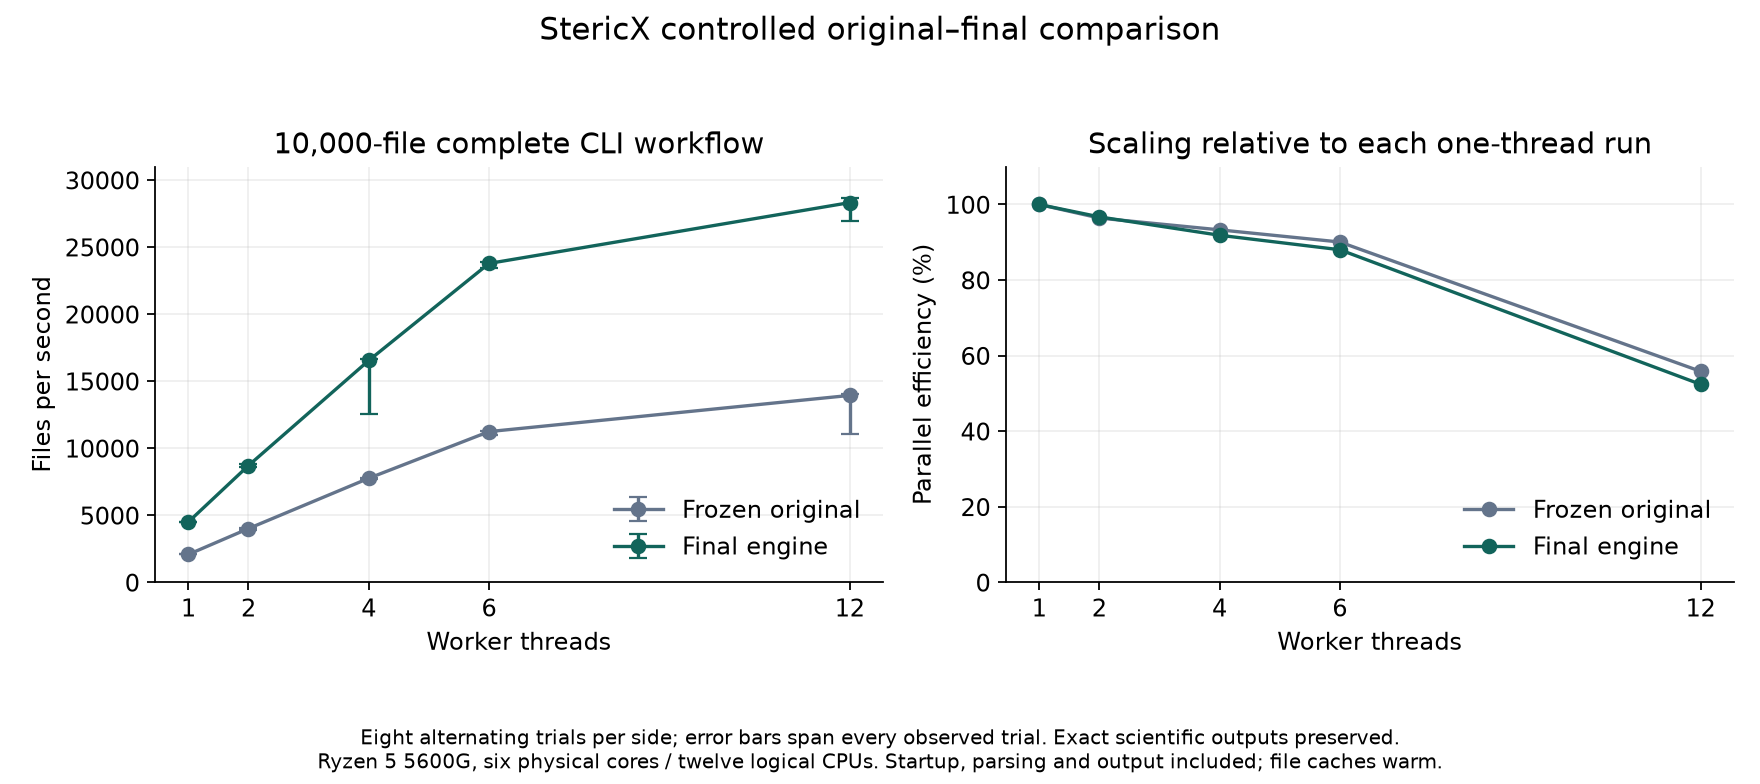 StericX controlled original–final comparison
10,000-file complete CLI workflow
Files per second
30000
25000
20000
15000
10000
5000
0
1 2 4 6 12
Worker threads
Frozen original
Final engine
Scaling relative to each one-thread run
Parallel efficiency (%)
100
80
60
40
20
0
1 2 4 6 12
Worker threads
Frozen original
Final engine
Eight alternating trials per side; error bars span every observed trial. Exact scientific outputs preserved.
Ryzen 5 5600G, six physical cores / twelve logical CPUs. Startup, parsing and output included; file caches warm.